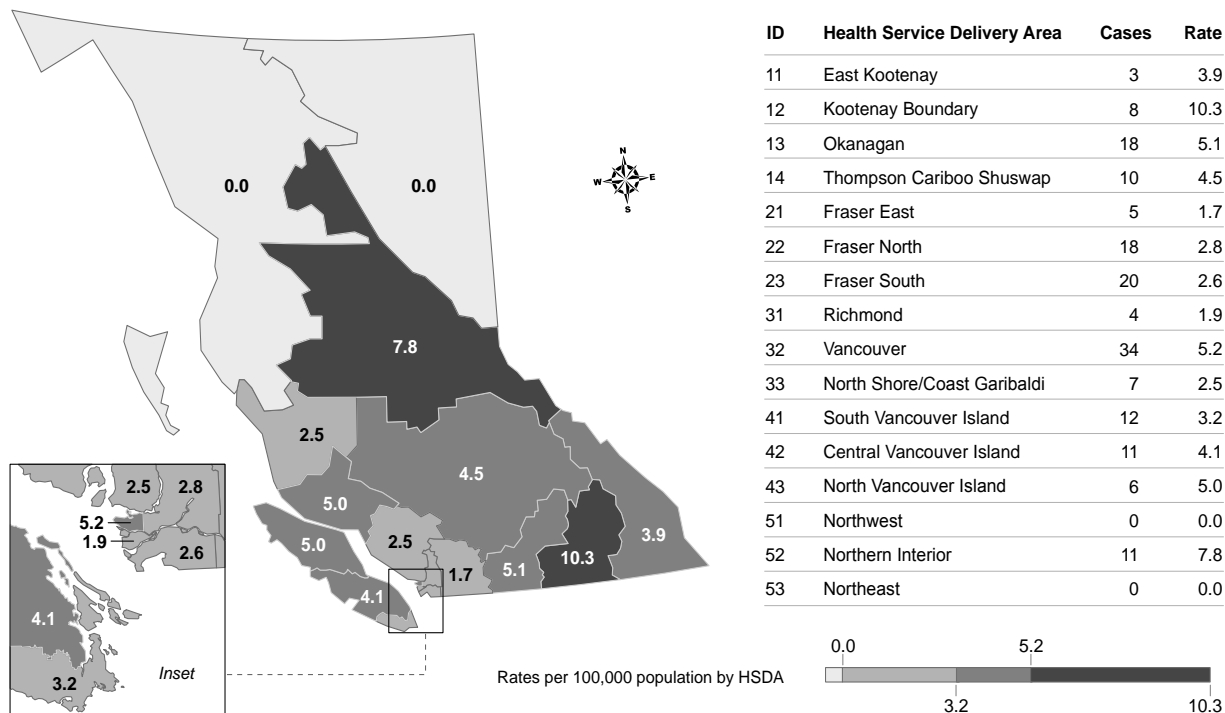 ID Health Service Delivery Area Cases Rate
11 East Kootenay 3 3.9
12 Kootenay Boundary 8 10.3
13 Okanagan 18 5.1
14 Thompson Cariboo Shuswap 10 4.5
21 Fraser East 5 1.7
22 Fraser North 18 2.8
23 Fraser South 20 2.6
31 Richmond 4 1.9
32 Vancouver 34 5.2
33 North Shore/Coast Garibaldi 7 2.5
41 South Vancouver Island 12 3.2
42 Central Vancouver Island 11 4.1
43 North Vancouver Island 6 5.0
51 Northwest 0 0.0
52 Northern Interior 11 7.8
53 Northeast 0 0.0
N
W E
S
0.0 0.0
7.8
2.5
4.5
5.0
5.0
2.5
10.3
3.9
1.7
5.1
4.1
2.5 2.8
5.2
1.9
2.6
4.1
3.2
Inset
Rates per 100,000 population by HSDA
0.0 5.2
3.2 10.3